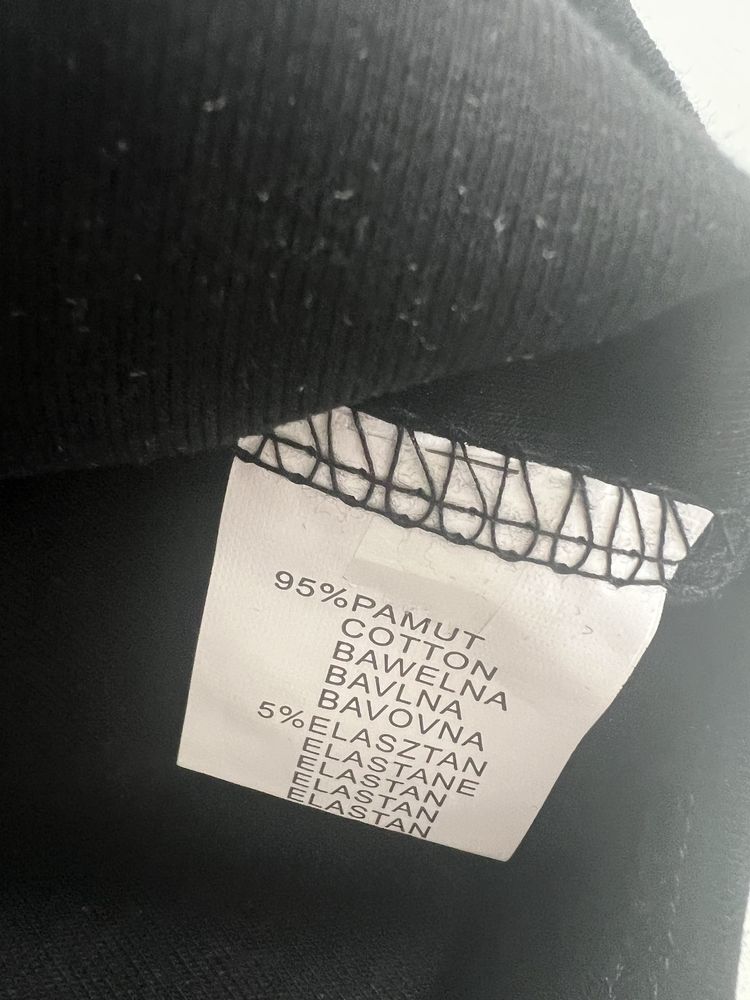 95%PAMUT
COTTON
BAWELNA
BAVLNA
BAVOVNA
5%ELASZTAN
ELASTANE
ELASTAN
ELASTAN
ELASTAN